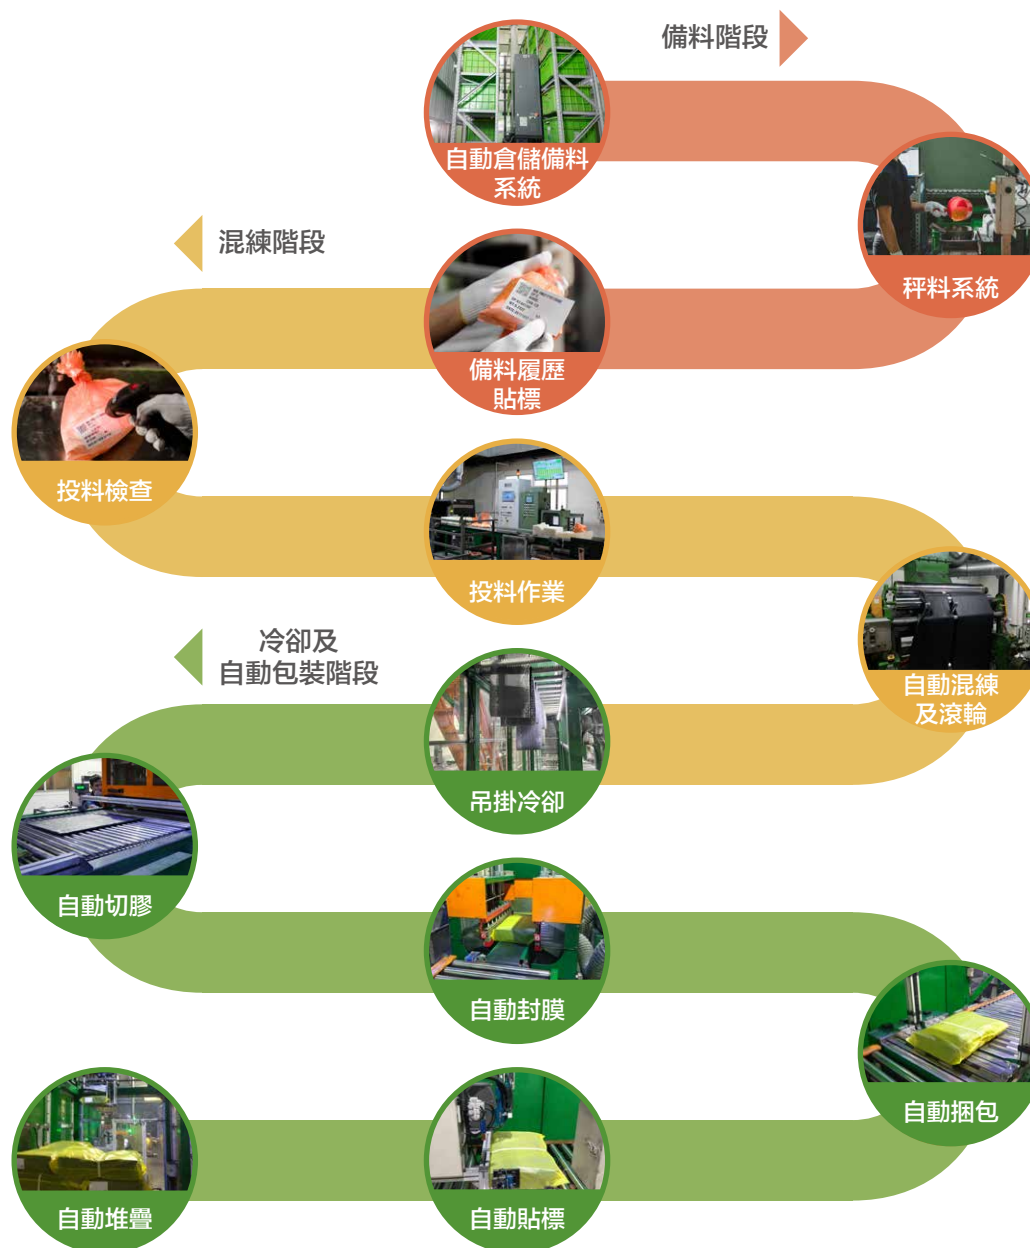 備料階段
自動倉儲備料
系統
秤料系統
混練階段
備料履歷
貼標
投料檢查
投料作業
自動混練
及滾輪
冷卻及
自動包裝階段
吊掛冷卻
自動切膠
自動封膜
自動捆包
自動貼標
自動堆疊